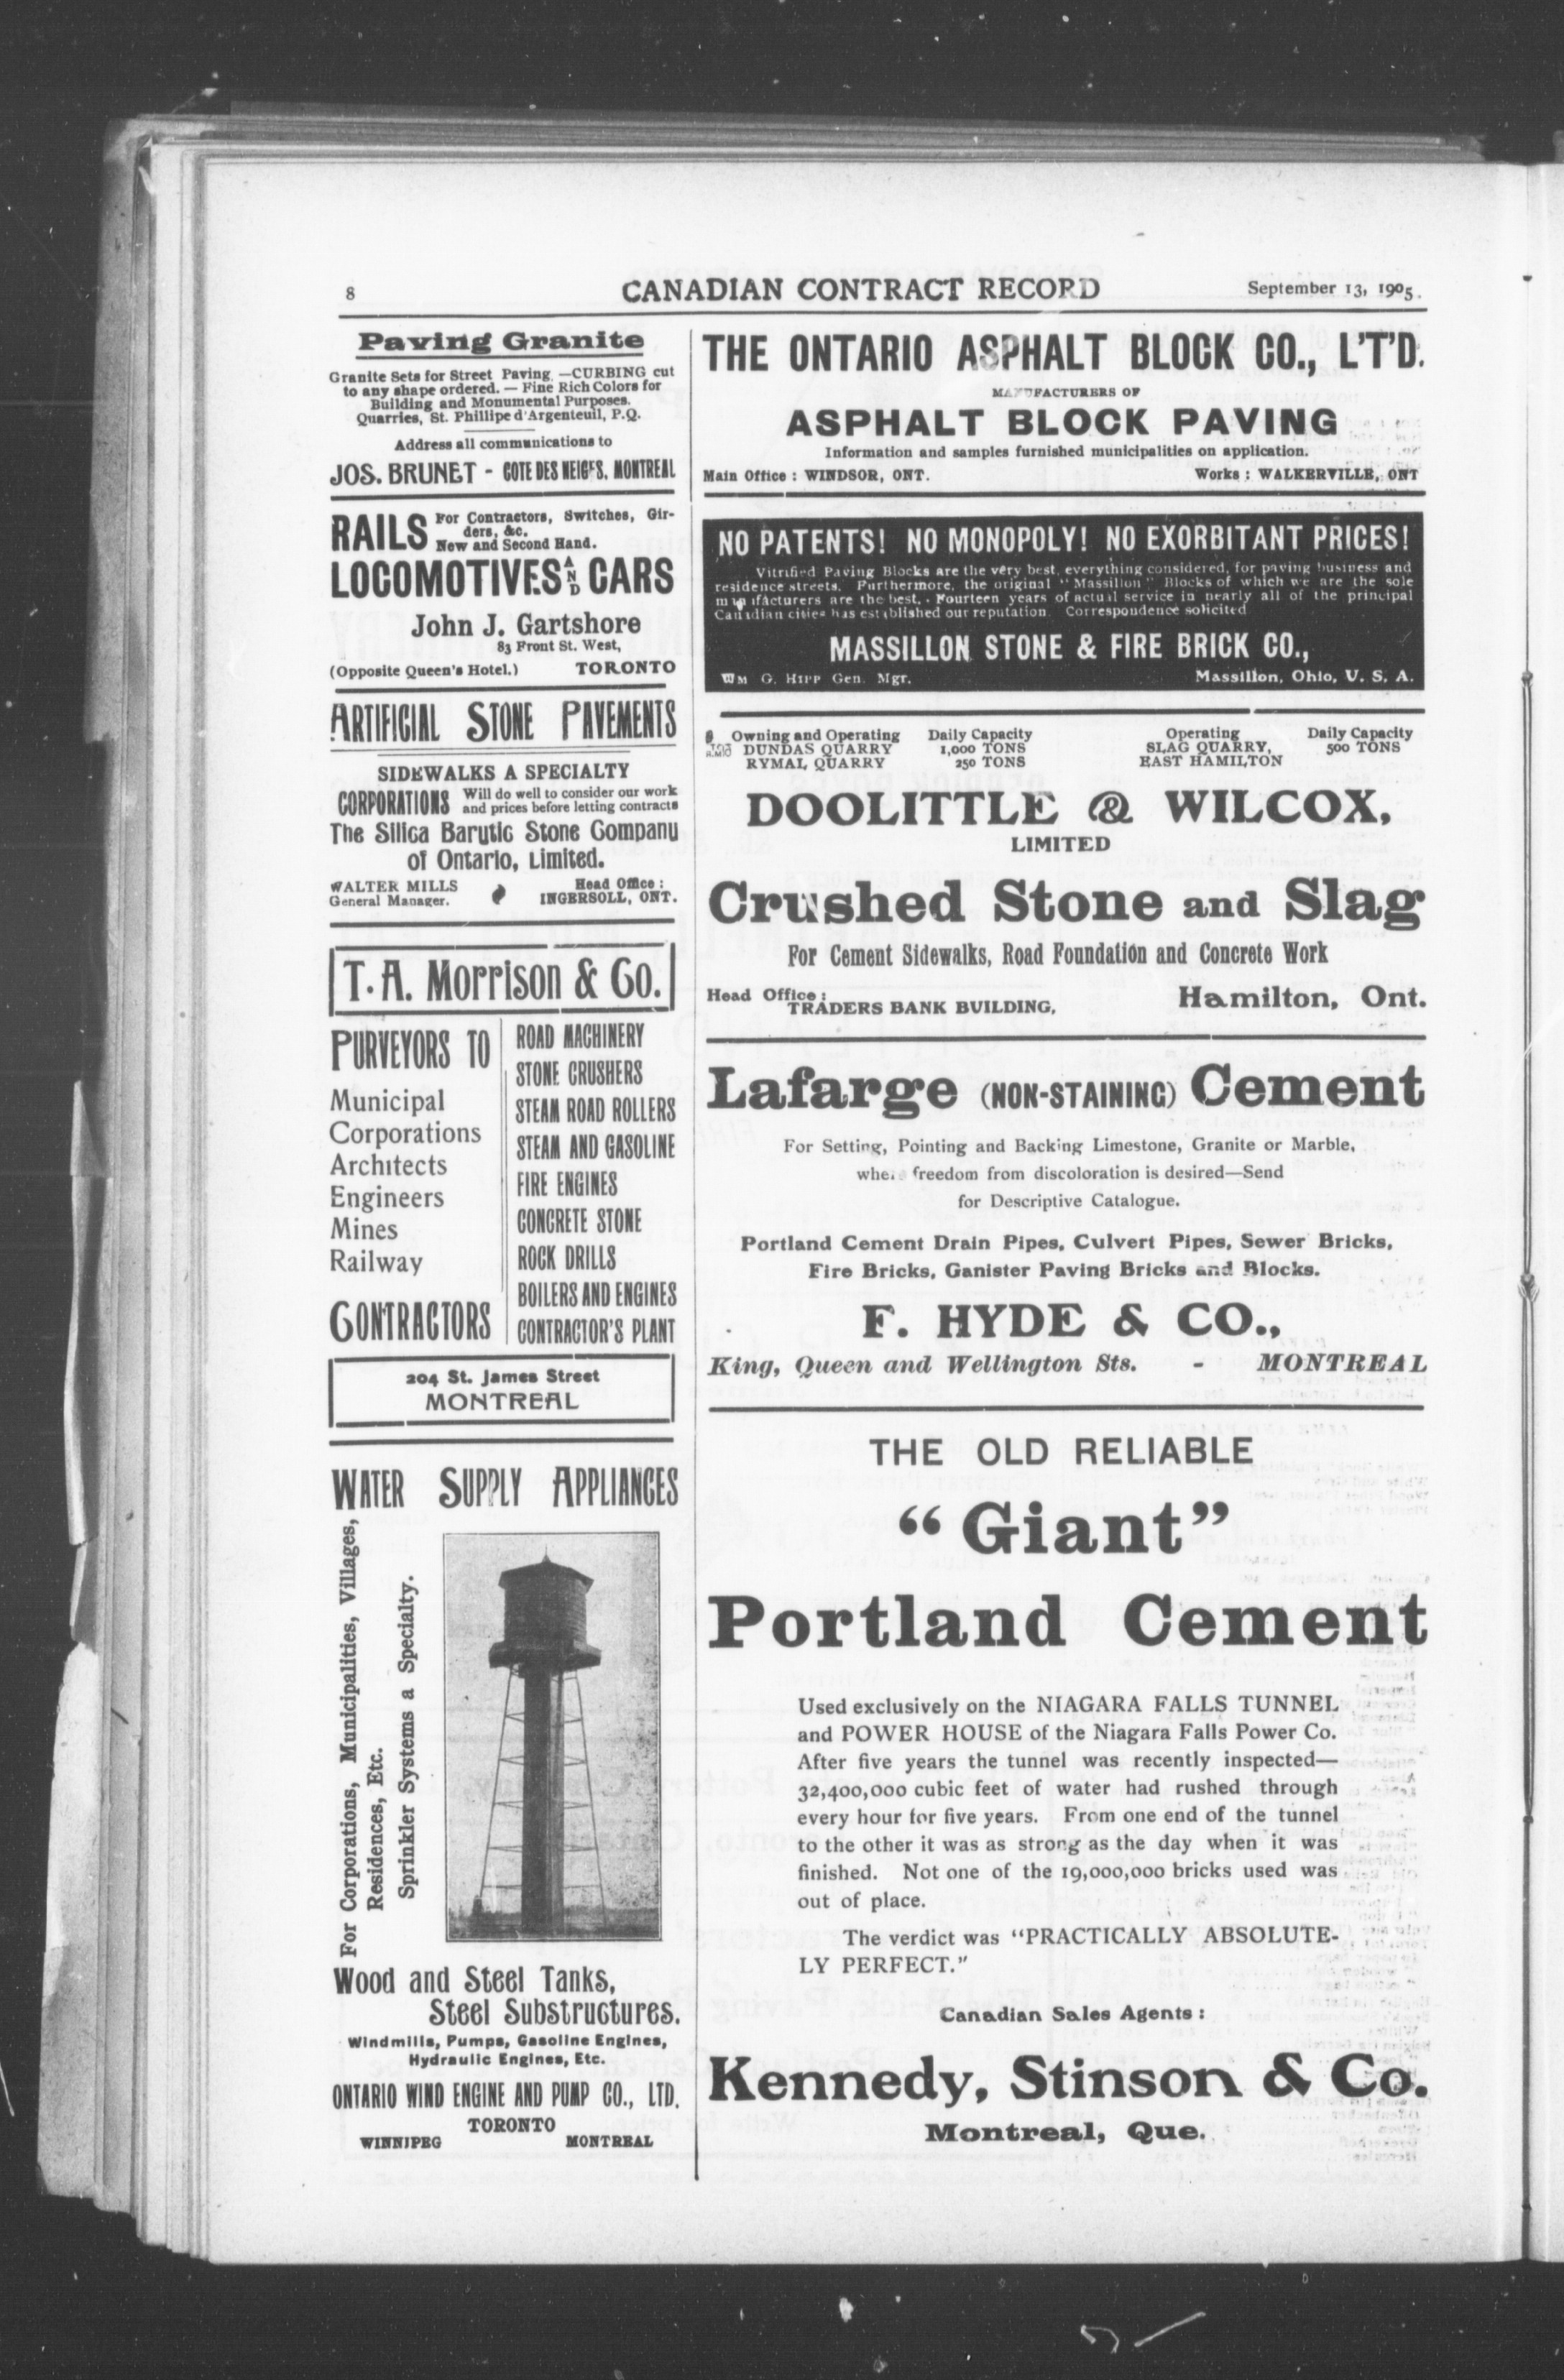 8
CANADIAN CONTRACT RECORD
September 13, 1905.
Paving Granite
Granite Sets for Street Paving.—CURBING cut
to any shape ordered. — Fine Rich Colors for
Building and Monumental Purposes.
Quarries, St. Phillipe d'Argenteuil, P.Q.
Address all communications to
JOS. BRUNET - COTE DES NEIGES, MONTREAL
RAILS For Contractors, Switches, Gir-
ders, &c.
New and Second Hand.
LOCOMOTIVES AND CARS
John J. Gartshore
83 Front St. West,
(Opposite Queen's Hotel.) TORONTO
ARTIFICIAL STONE PAVEMENTS
SIDEWALKS A SPECIALTY
CORPORATIONS Will do well to consider our work
and prices before letting contracts
The Silica Barytic Stone Company
of Ontario, Limited.
WALTER MILLS
General Manager.
Head Office :
INGERSOLL, ONT.
T. A. Morrison & Co.
PURVEYORS TO
Municipal
Corporations
Architects
Engineers
Mines
Railway
CONTRACTORS
ROAD MACHINERY
STONE CRUSHERS
STEAM ROAD ROLLERS
STEAM AND GASOLINE
FIRE ENGINES
CONCRETE STONE
ROCK DRILLS
BOILERS AND ENGINES
CONTRACTOR'S PLANT
204 St. James Street
MONTREAL
WATER SUPPLY APPLIANCES
For Corporations, Municipalities, Villages,
Residences, Etc.
Sprinkler Systems a Specialty.
Wood and Steel Tanks,
Steel Substructures.
Windmills, Pumps, Gasoline Engines,
Hydraulic Engines, Etc.
ONTARIO WIND ENGINE AND PUMP CO., LTD.
TORONTO
WINNIPEG MONTREAL
THE ONTARIO ASPHALT BLOCK CO., L'T'D.
MANUFACTURERS OF
ASPHALT BLOCK PAVING
Information and samples furnished municipalities on application.
Main Office : WINDSOR, ONT. Works : WALKERVILLE, ONT
NO PATENTS! NO MONOPOLY! NO EXORBITANT PRICES!
Vitrified Paving Blocks are the very best, everything considered, for paving business and
residence streets. Furthermore, the original "Massillon" Blocks of which we are the sole
manufacturers are the best. Fourteen years of actual service in nearly all of the principal
Canadian cities has established our reputation. Correspondence solicited
MASSILLON STONE & FIRE BRICK CO.,
WM G. HIPP Gen. Mgr. Massillon, Ohio, U. S. A.
Owning and Operating
DUNDAS QUARRY
RYMAL QUARRY
Daily Capacity
1,000 TONS
250 TONS
Operating
SLAG QUARRY,
EAST HAMILTON
Daily Capacity
500 TONS
DOOLITTLE & WILCOX,
LIMITED
Crushed Stone and Slag
For Cement Sidewalks, Road Foundation and Concrete Work
Head Office :
TRADERS BANK BUILDING, Hamilton, Ont.
Lafarge (NON-STAINING) Cement
For Setting, Pointing and Backing Limestone, Granite or Marble,
where freedom from discoloration is desired—Send
for Descriptive Catalogue.
Portland Cement Drain Pipes, Culvert Pipes, Sewer Bricks,
Fire Bricks, Ganister Paving Bricks and Blocks.
F. HYDE & CO.,
King, Queen and Wellington Sts. - MONTREAL
THE OLD RELIABLE
"Giant"
Portland Cement
Used exclusively on the NIAGARA FALLS TUNNEL
and POWER HOUSE of the Niagara Falls Power Co.
After five years the tunnel was recently inspected—
32,400,000 cubic feet of water had rushed through
every hour for five years. From one end of the tunnel
to the other it was as strong as the day when it was
finished. Not one of the 19,000,000 bricks used was
out of place.
The verdict was "PRACTICALLY ABSOLUTE-
LY PERFECT."
Canadian Sales Agents :
Kennedy, Stinson & Co.
Montreal, Que.